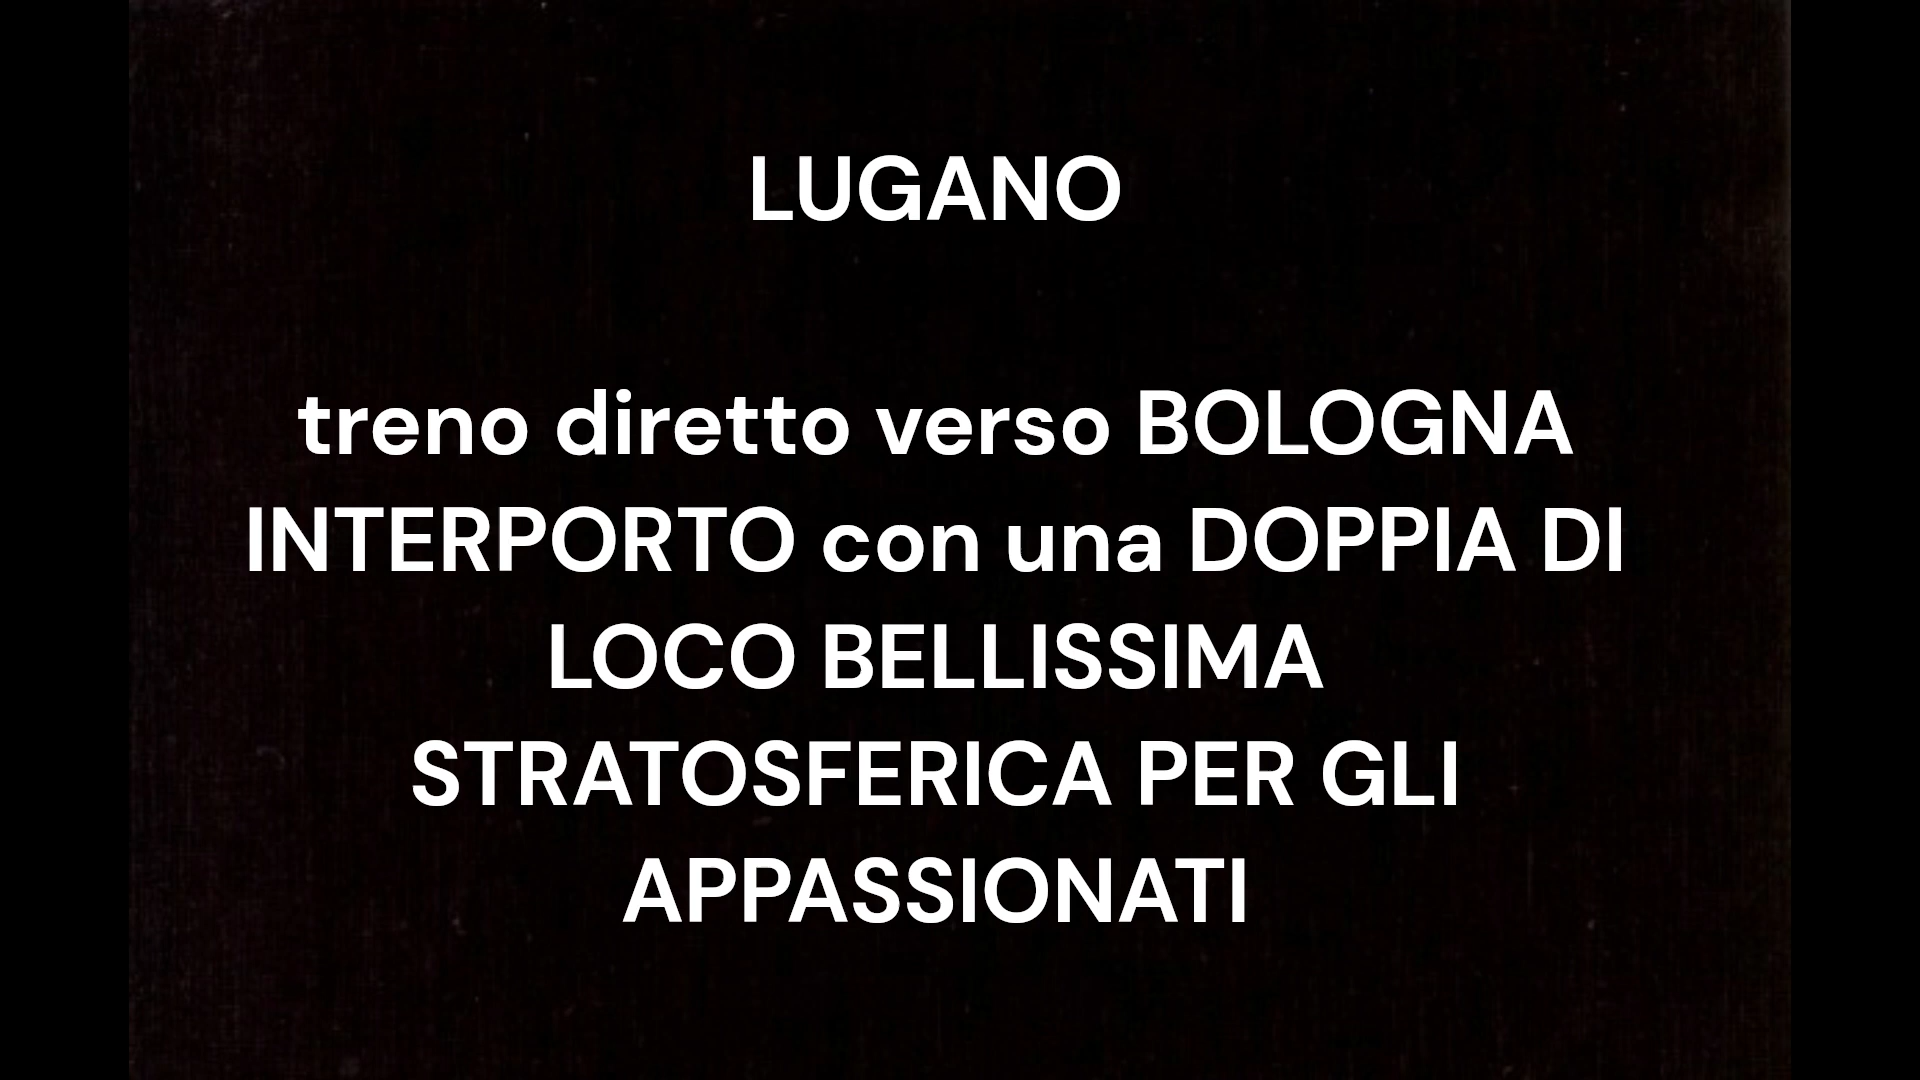 LUGANO
treno diretto verso BOLOGNA
INTERPORTO con una DOPPIA DI
LOCO BELLISSIMA
STRATOSFERICA PER GLI
APPASSIONATI